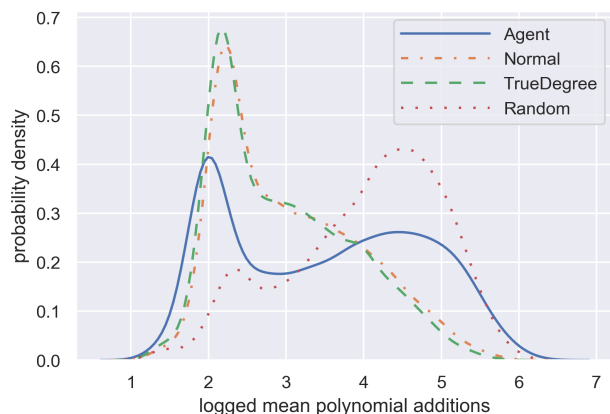 0.7
0.6
0.5
0.4
0.3
0.2
0.1
0.0
probability density
Agent
Normal
TrueDegree
Random
1 2 3 4 5 6 7
logged mean polynomial additions